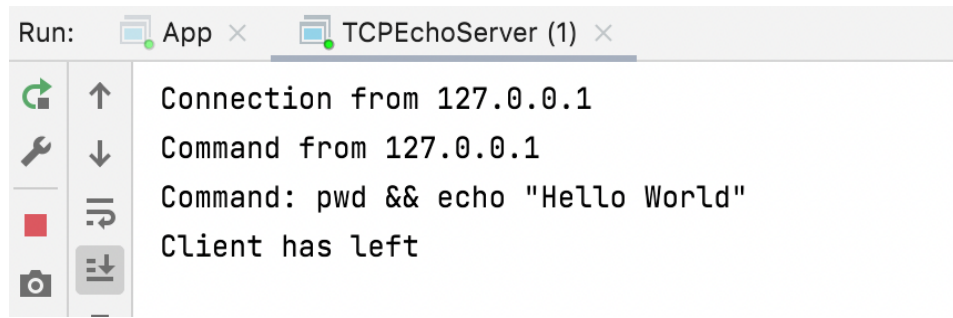 Run: App × TCPEchoServer (1) ×
Connection from 127.0.0.1
Command from 127.0.0.1
Command: pwd && echo "Hello World"
Client has left